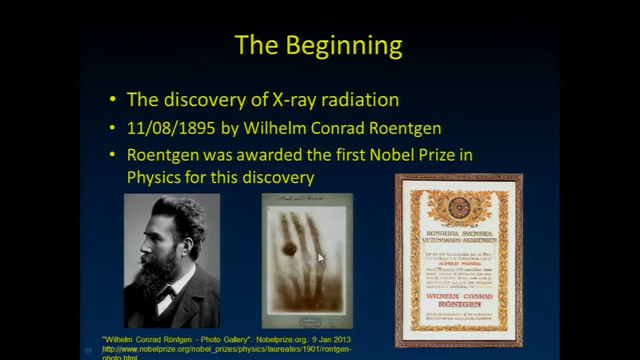 The Beginning
• The discovery of X-ray radiation
• 11/08/1895 by Wilhelm Conrad Roentgen
• Roentgen was awarded the first Nobel Prize in
Physics for this discovery
KONGLIGA SVENSKA
VETENSKAPS-AKADEMIEN
ALFRED NOBEL
WILHELM CONRAD
RÖNTGEN
"Wilhelm Conrad Röntgen - Photo Gallery". Nobelprize.org. 9 Jan 2013
http://www.nobelprize.org/nobel_prizes/physics/laureates/1901/rontgen-
photo.html